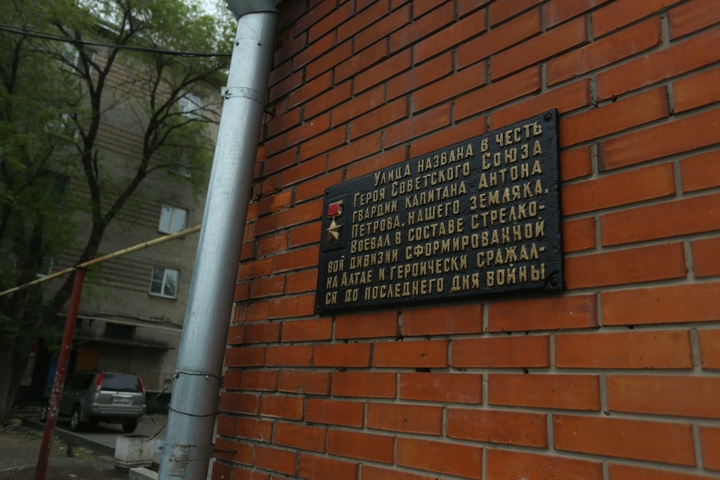 Улица названа в честь
Героя Советского Союза
гвардии капитана Антона
Петрова, нашего земляка.
Воевал в составе стрелко-
вой дивизии сформированной
на Алтае и героически сражал-
ся до последнего дня войны